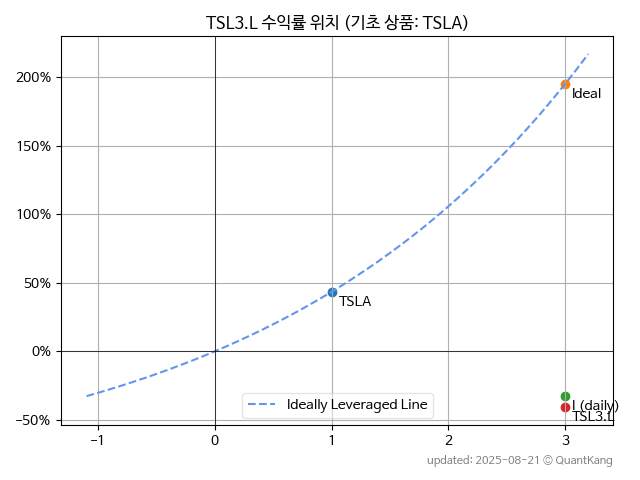 TSL3.L 수익률 위치 (기초 상품: TSLA)
200%
150%
100%
50%
0%
−50%
Ideal
TSLA
I (daily)
TSL3.L
Ideally Leveraged Line
−1
0
1
2
3
updated: 2025-08-21 © QuantKang